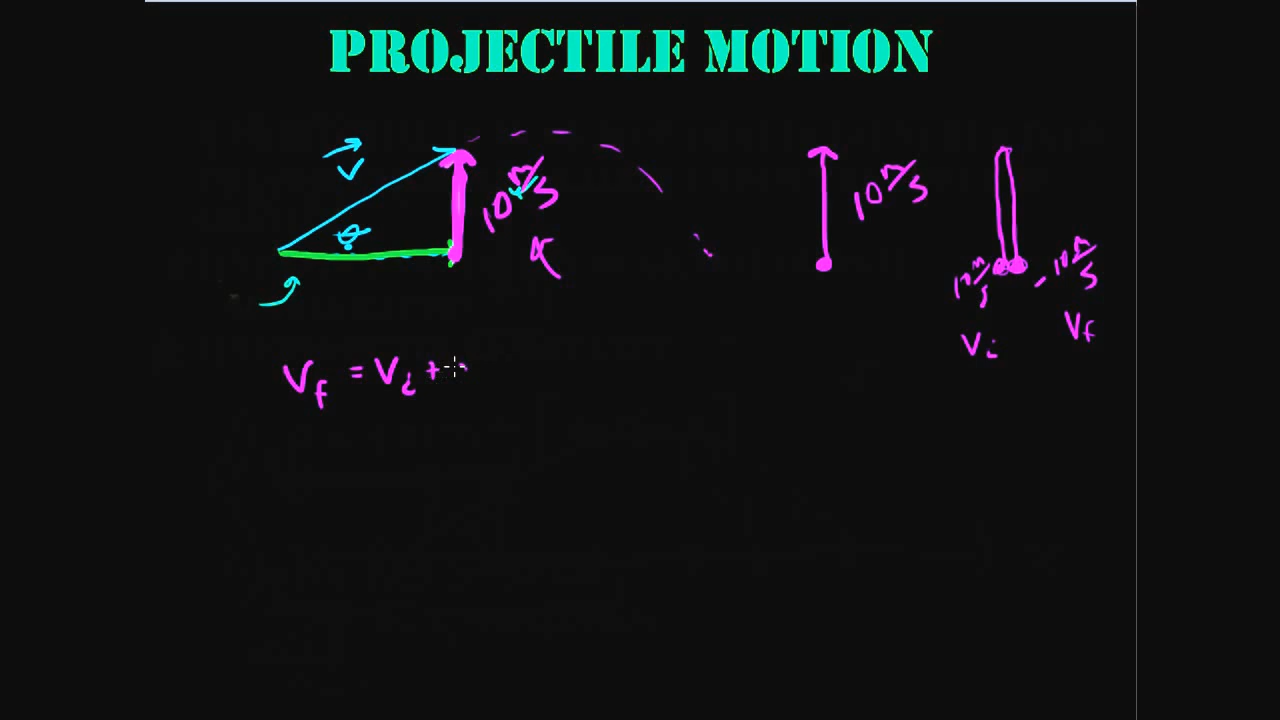 PROJECTILE MOTION
V
θ
10 m/s
10 m/s
10 m/s
- 10 m/s
Vi
Vf
Vf = Vi +